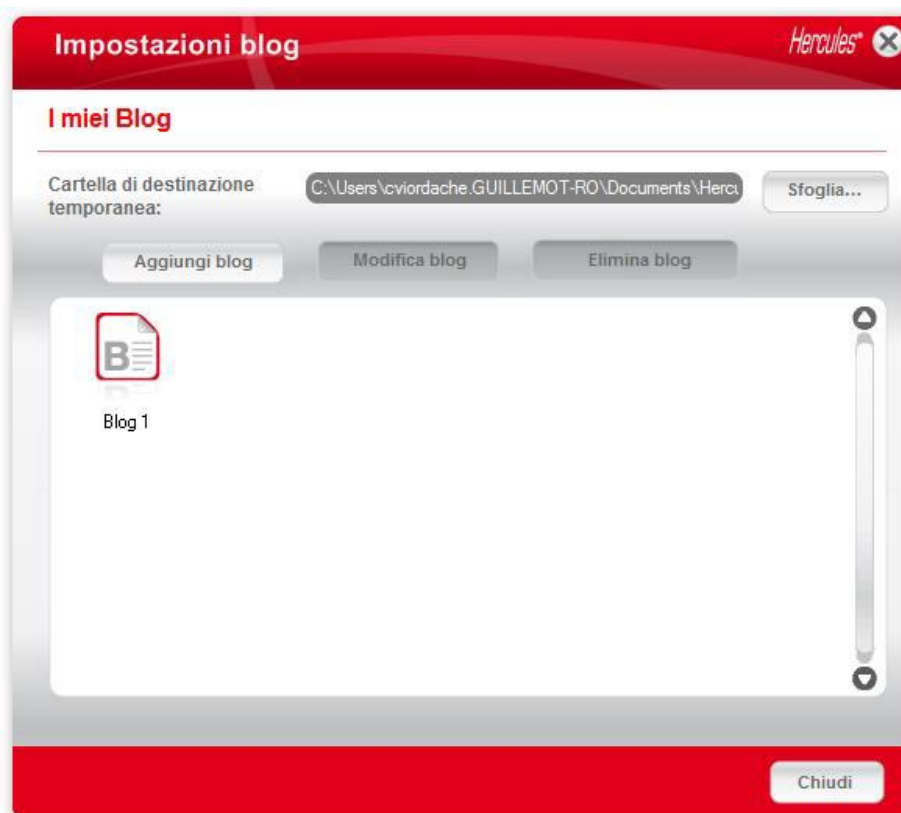 Impostazioni blog
Hercules®
I miei Blog
Cartella di destinazione
temporanea:
C:\Users\cviordache.GUILLEMOT-RO\Documents\Hercu
Sfoglia...
Aggiungi blog
Modifica blog
Elimina blog
B
Blog 1
Chiudi